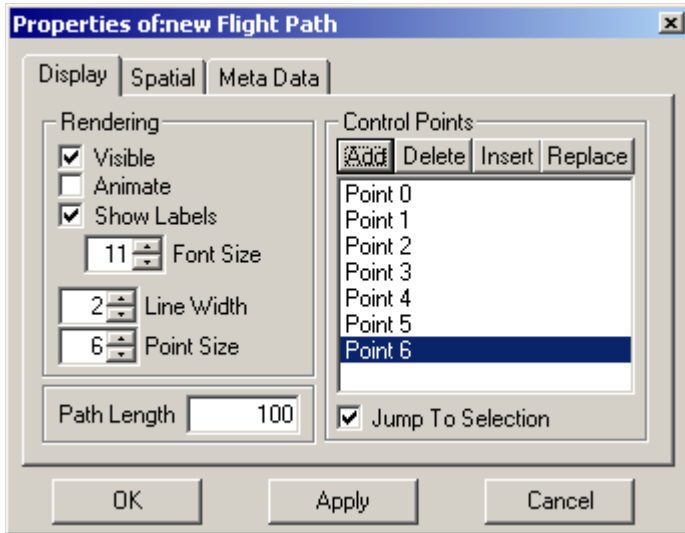 Properties of:new Flight Path
Display Spatial Meta Data
Rendering
Visible
Animate
Show Labels
11 Font Size
2 Line Width
6 Point Size
Path Length 100
Control Points
Add Delete Insert Replace
Point 0
Point 1
Point 2
Point 3
Point 4
Point 5
Point 6
Jump To Selection
OK Apply Cancel